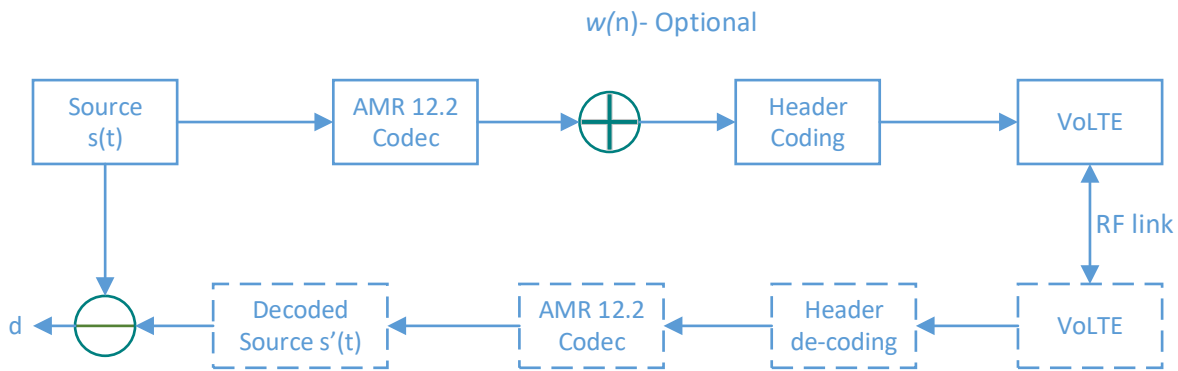 w(n)- Optional
Source
s(t)
AMR 12.2
Codec
Header
Coding
VoLTE
RF link
d
Decoded
Source s’(t)
AMR 12.2
Codec
Header
de-coding
VoLTE